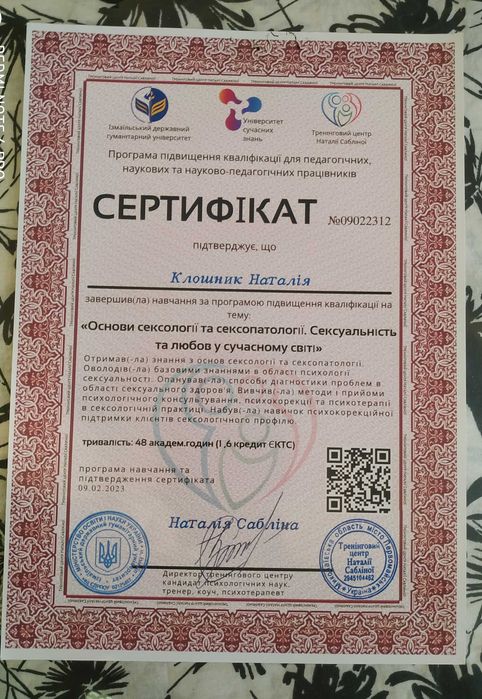 Ізмаїльський державний
гуманітарний університет
Університет
сучасних
знань
Тренінговий центр
Наталії Сабліної
Програма підвищення кваліфікації для педагогічних,
наукових та науково-педагогічних працівників
СЕРТИФІКАТ №09022312
підтверджує, що
Клошник Наталія
завершив(ла) навчання за програмою підвищення кваліфікації на
тему:
«Основи сексології та сексопатології. Сексуальність
та любов у сучасному світі»
Отримав(-ла) знання з основ сексології та сексопатології.
Оволодів(-ла) базовими знаннями в області психології
сексуальності. Опанував(-ла) способи діагностики проблем в
області сексуального здоров'я. Вивчив(-ла) методи і прийоми
психологічного консультування, психокорекції та психотерапії
в сексологічній практиці. Набув(-ла) навичок психокорекційної
підтримки клієнтів сексологічного профілю.
тривалість: 48 академ.годин (1,6 кредит ЄКТС)
програма навчання та
підтвердження сертифіката
09.02.2023
Наталія Сабліна
Директор тренінгового центру
кандидат психологічних наук,
тренер, коуч, психотерапевт
Тренінговий
центр
Наталії
Сабліної
2945104462
Україна